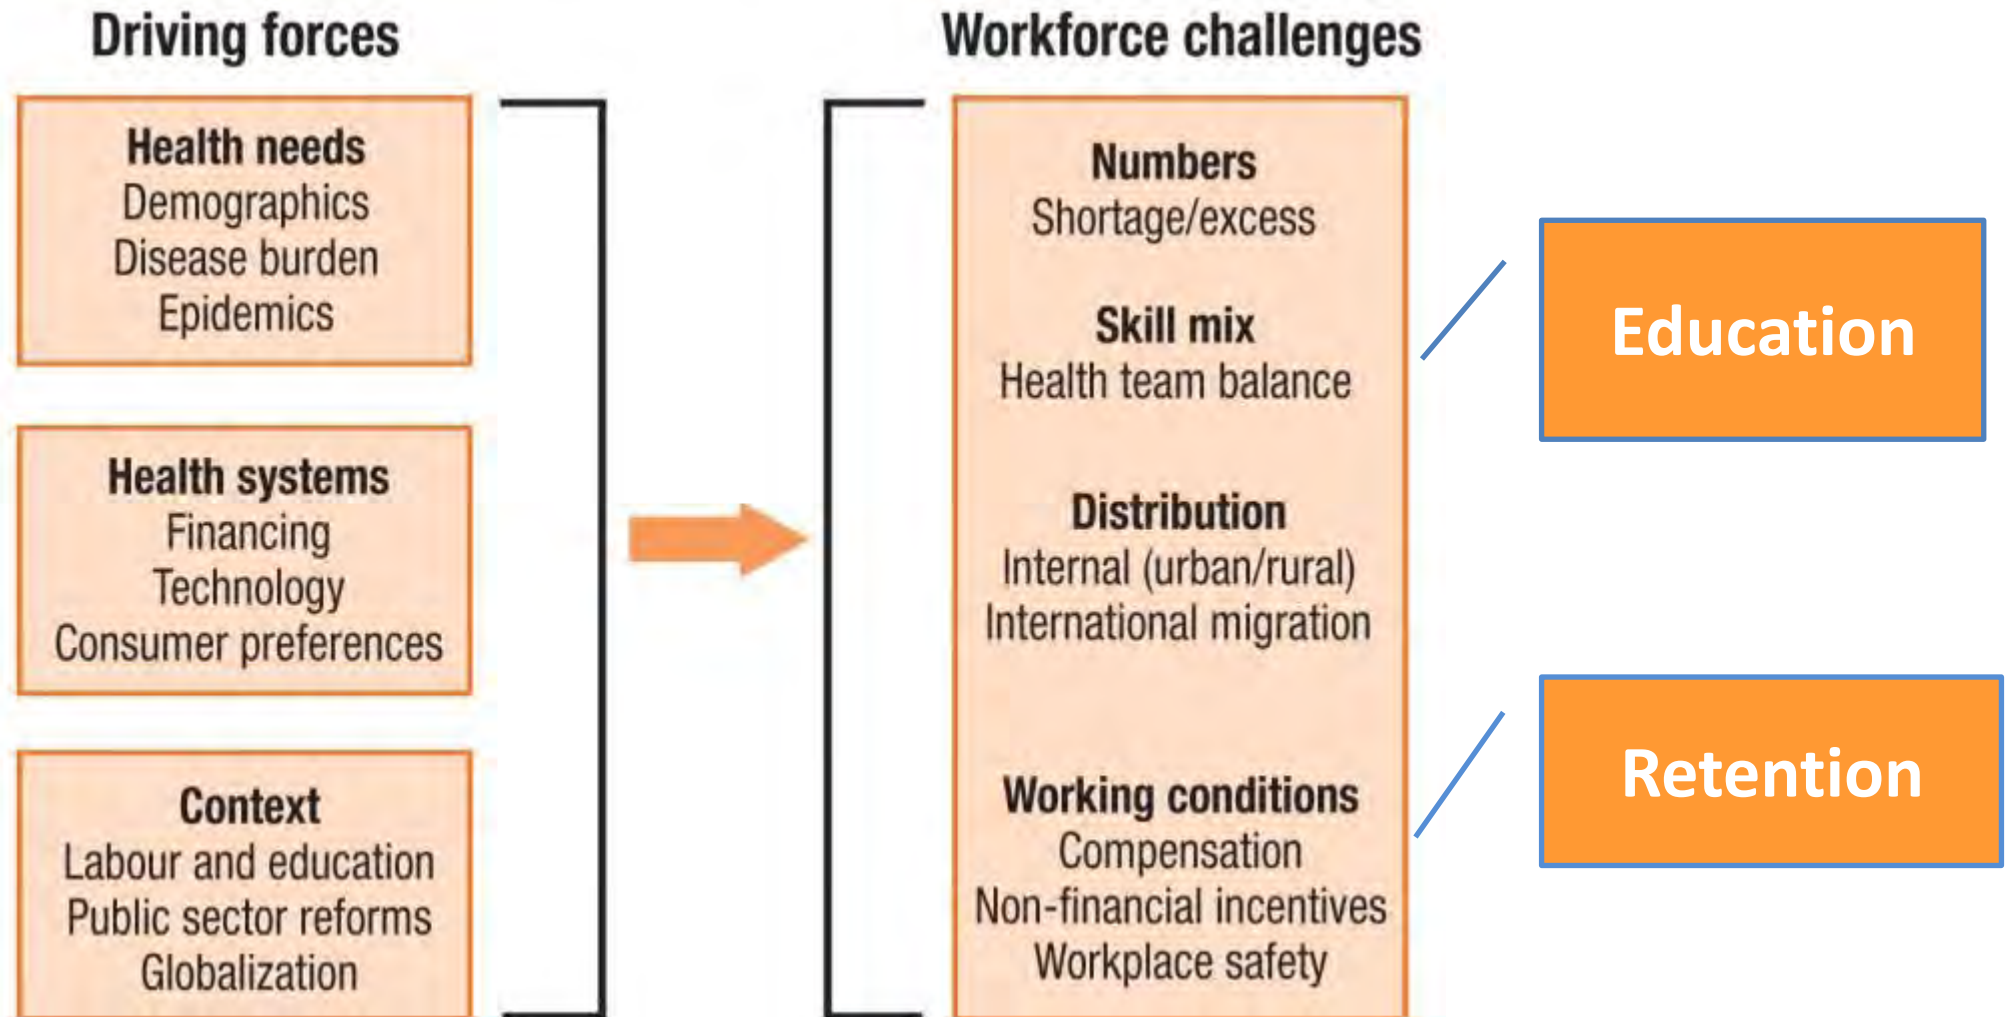 Driving forces
Health needs
Demographics
Disease burden
Epidemics
Health systems
Financing
Technology
Consumer preferences
Context
Labour and education
Public sector reforms
Globalization
Workforce challenges
Numbers
Shortage/excess
Skill mix
Health team balance
Distribution
Internal (urban/rural)
International migration
Working conditions
Compensation
Non-financial incentives
Workplace safety
Education
Retention